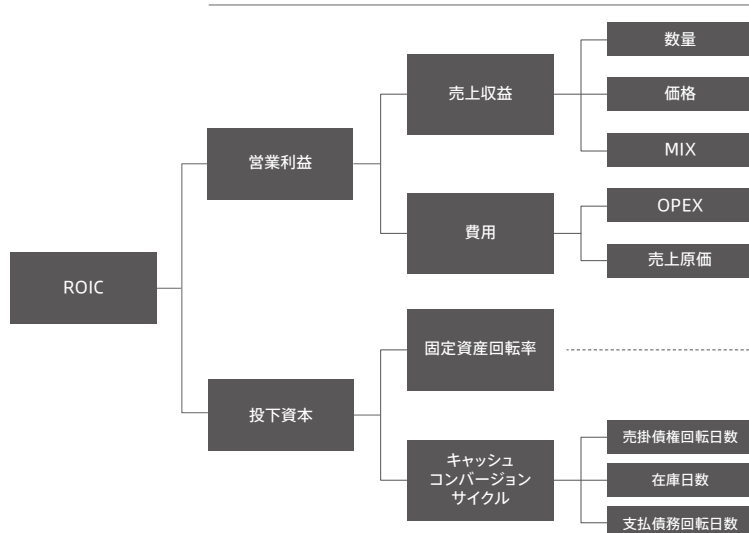 ROIC
営業利益
売上収益
数量
価格
MIX
費用
OPEX
売上原価
投下資本
固定資産回転率
キャッシュ
コンバージョン
サイクル
売掛債権回転日数
在庫日数
支払債務回転日数